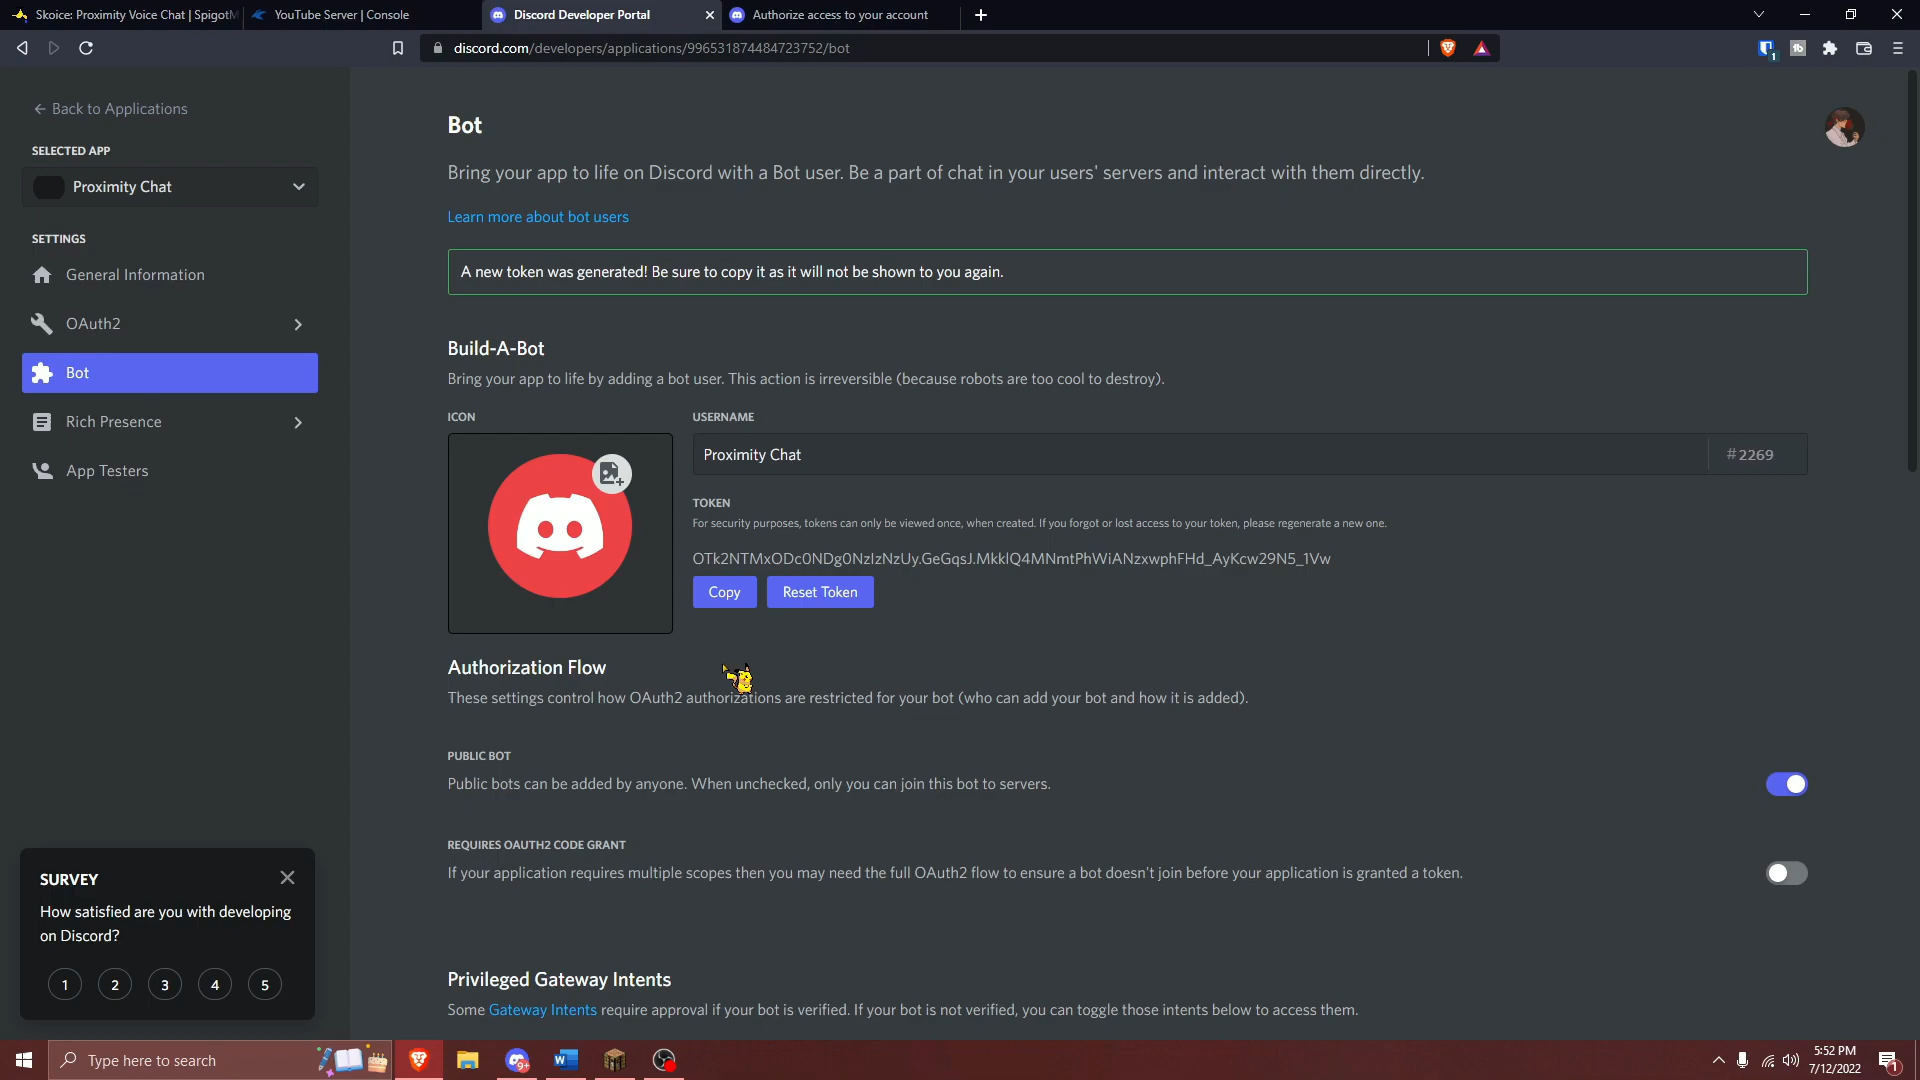 Skoice: Proximity Voice Chat | SpigotM
YouTube Server | Console
Discord Developer Portal
Authorize access to your account
discord.com/developers/applications/996531874484723752/bot
← Back to Applications
SELECTED APP
Proximity Chat
SETTINGS
General Information
OAuth2
Bot
Rich Presence
App Testers
SURVEY
How satisfied are you with developing
on Discord?
1 2 3 4 5
Bot
Bring your app to life on Discord with a Bot user. Be a part of chat in your users' servers and interact with them directly.
Learn more about bot users
A new token was generated! Be sure to copy it as it will not be shown to you again.
Build-A-Bot
Bring your app to life by adding a bot user. This action is irreversible (because robots are too cool to destroy).
ICON
USERNAME
Proximity Chat
#2269
TOKEN
For security purposes, tokens can only be viewed once, when created. If you forgot or lost access to your token, please regenerate a new one.
Copy
Reset Token
Authorization Flow
These settings control how OAuth2 authorizations are restricted for your bot (who can add your bot and how it is added).
PUBLIC BOT
Public bots can be added by anyone. When unchecked, only you can join this bot to servers.
REQUIRES OAUTH2 CODE GRANT
If your application requires multiple scopes then you may need the full OAuth2 flow to ensure a bot doesn't join before your application is granted a token.
Privileged Gateway Intents
Some Gateway Intents require approval if your bot is verified. If your bot is not verified, you can toggle those intents below to access them.
Type here to search
9+
5:52 PM
7/12/2022
1